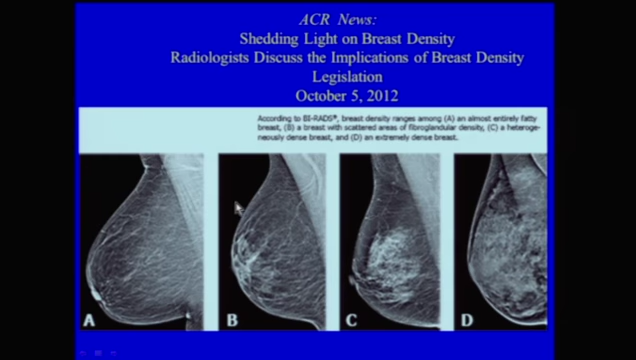 ACR News:
Shedding Light on Breast Density
Radiologists Discuss the Implications of Breast Density
Legislation
October 5, 2012
According to BI-RADS®, breast density ranges among (A) an almost entirely fatty
breast, (B) a breast with scattered areas of fibroglandular density, (C) a heteroge-
neously dense breast, and (D) an extremely dense breast.
A B C D